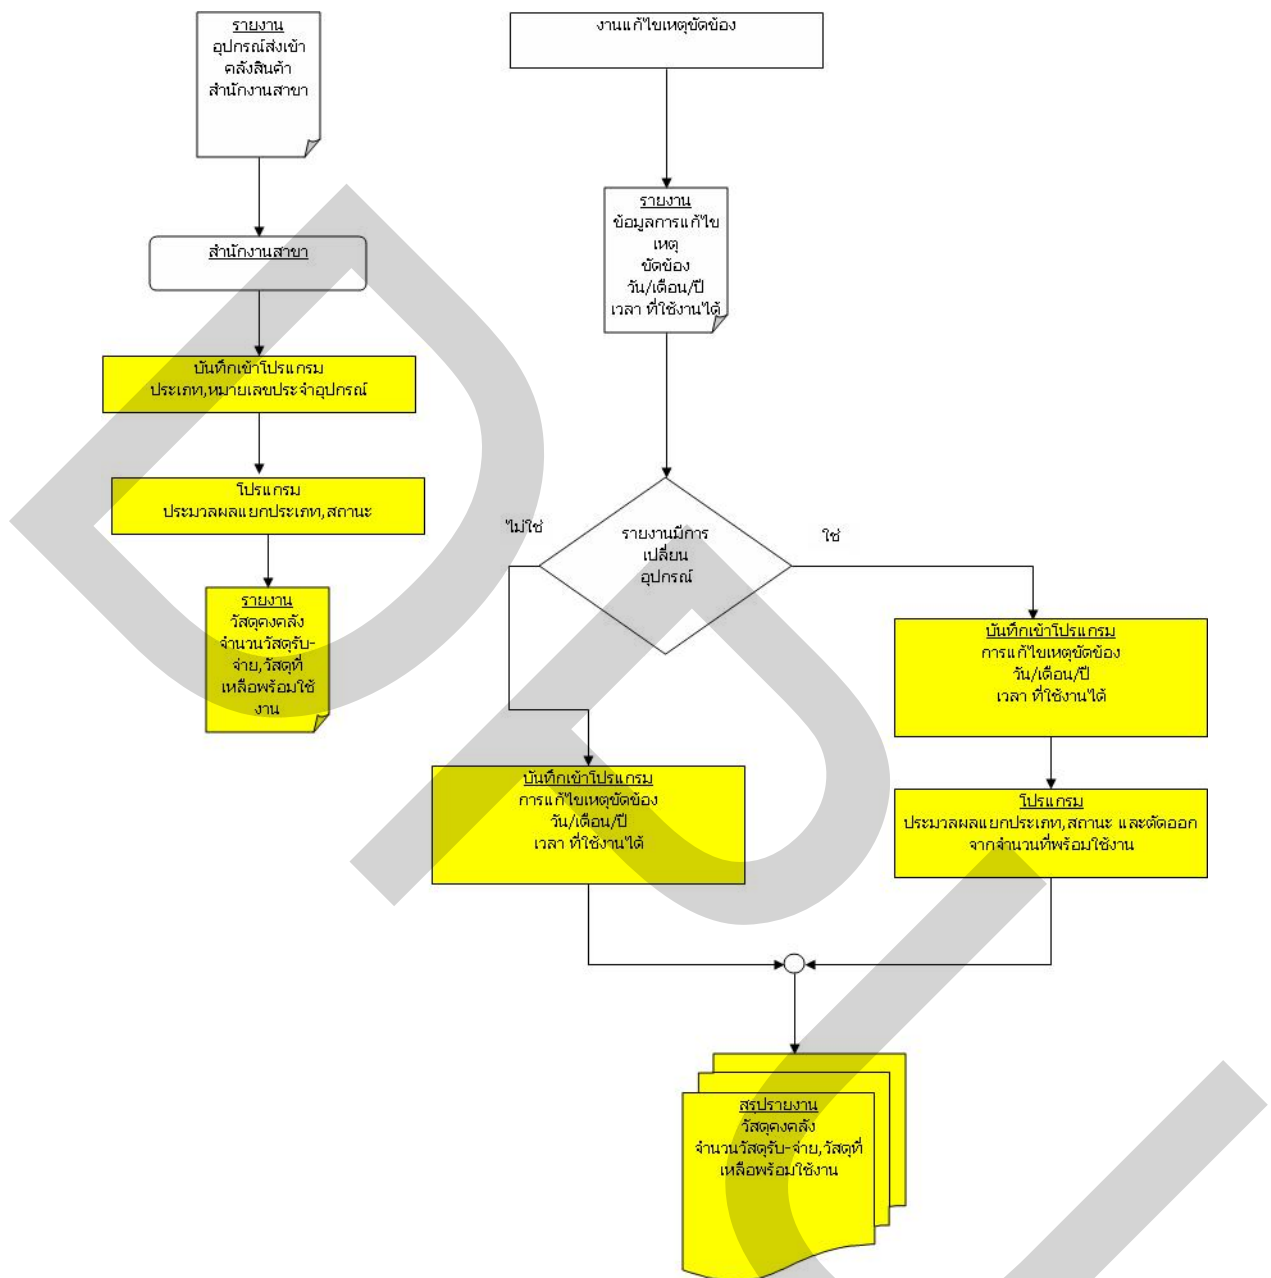 รายงาน
อุปกรณ์ส่งเข้า
คลังสินค้า
สำนักงานสาขา
สำนักงานสาขา
บันทึกเข้าโปรแกรม
ประเภท,หมายเลขประจำอุปกรณ์
โปรแกรม
ประมวลผลแยกประเภท,สถานะ
รายงาน
วัสดุคงคลัง
จำนวนวัสดุรับ-
จ่าย,วัสดุที่
เหลือพร้อมใช้
งาน
งานแก้ไขเหตุขัดข้อง
รายงาน
ข้อมูลการแก้ไข
เหตุ
ขัดข้อง
วัน/เดือน/ปี
เวลา ที่ใช้งานได้
รายงานมีการ
เปลี่ยน
อุปกรณ์
ไม่ใช่
ใช่
บันทึกเข้าโปรแกรม
การแก้ไขเหตุขัดข้อง
วัน/เดือน/ปี
เวลา ที่ใช้งานได้
บันทึกเข้าโปรแกรม
การแก้ไขเหตุขัดข้อง
วัน/เดือน/ปี
เวลา ที่ใช้งานได้
โปรแกรม
ประมวลผลแยกประเภท,สถานะ และตัดออก
จากจำนวนที่พร้อมใช้งาน
สรุปรายงาน
วัสดุคงคลัง
จำนวนวัสดุรับ-จ่าย,วัสดุที่
เหลือพร้อมใช้งาน